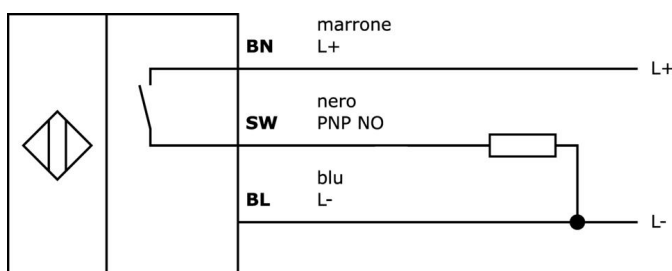 marrone
BN L+
L+
nero
SW PNP NO
blu
BL L-
L-